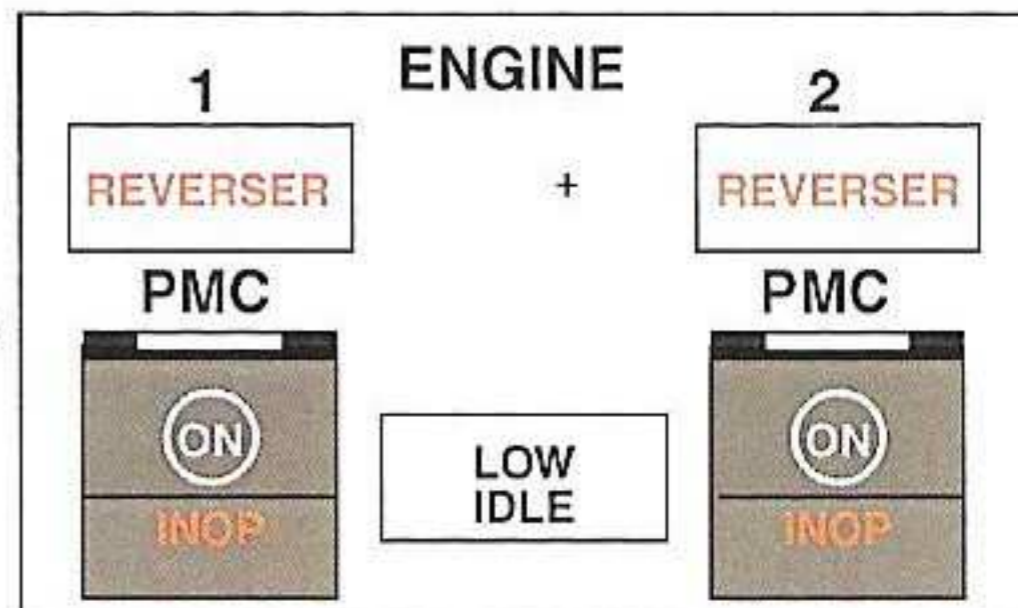 ENGINE
1 2
REVERSER + REVERSER
PMC PMC
ON ON
LOW
IDLE
INOP INOP